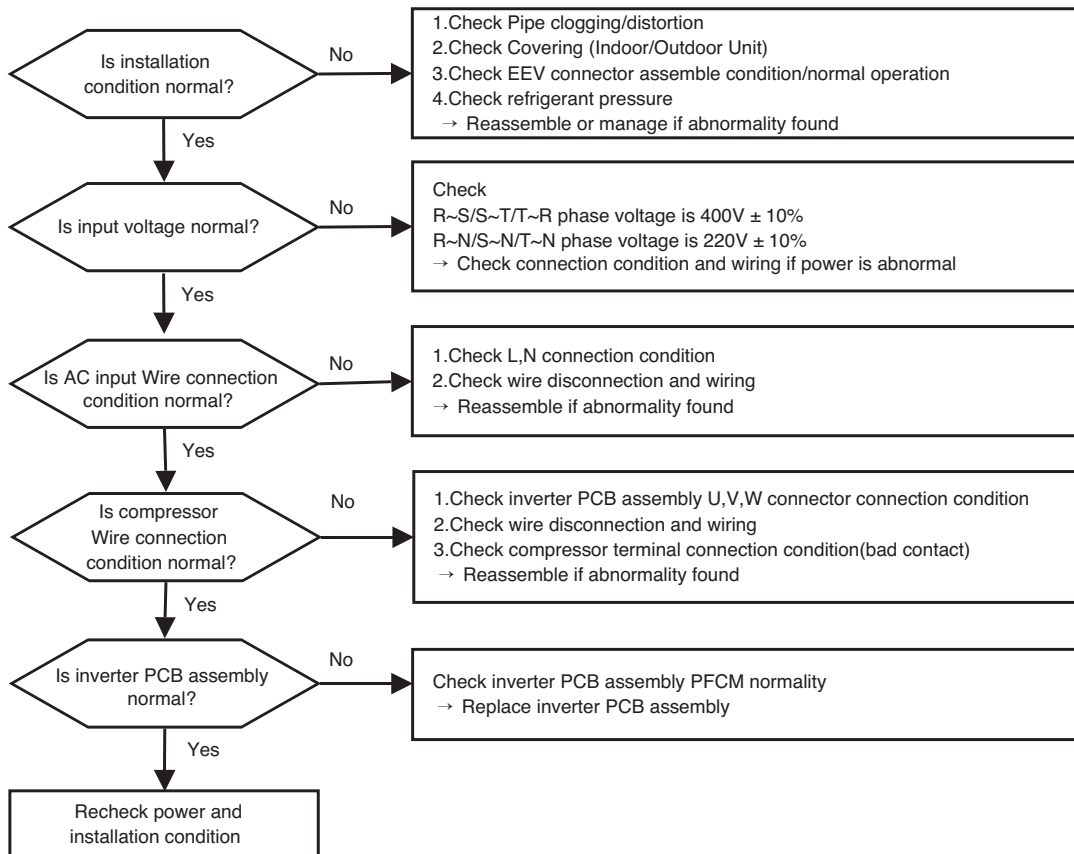 Is installation
condition normal?
No
1.Check Pipe clogging/distortion
2.Check Covering (Indoor/Outdoor Unit)
3.Check EEV connector assemble condition/normal operation
4.Check refrigerant pressure
→ Reassemble or manage if abnormality found
Yes
Is input voltage normal?
No
Check
R~S/S~T/T~R phase voltage is 400V ± 10%
R~N/S~N/T~N phase voltage is 220V ± 10%
→ Check connection condition and wiring if power is abnormal
Yes
Is AC input Wire connection
condition normal?
No
1.Check L,N connection condition
2.Check wire disconnection and wiring
→ Reassemble if abnormality found
Yes
Is compressor
Wire connection
condition normal?
No
1.Check inverter PCB assembly U,V,W connector connection condition
2.Check wire disconnection and wiring
3.Check compressor terminal connection condition(bad contact)
→ Reassemble if abnormality found
Yes
Is inverter PCB assembly
normal?
No
Check inverter PCB assembly PFCM normality
→ Replace inverter PCB assembly
Yes
Recheck power and
installation condition